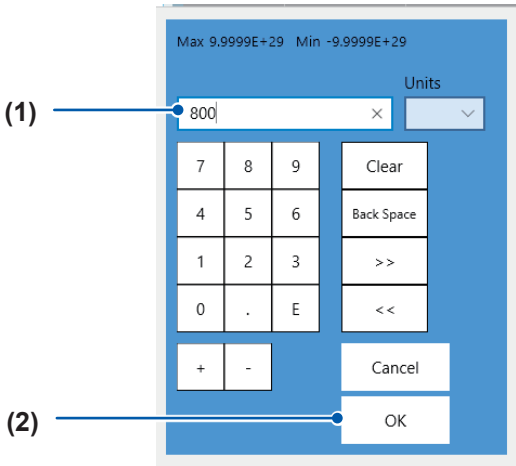 Max 9.9999E+29 Min -9.9999E+29
Units
(1)
800
7 8 9 Clear
4 5 6 Back Space
1 2 3 >>
0 . E <<
+ - Cancel
(2)
OK